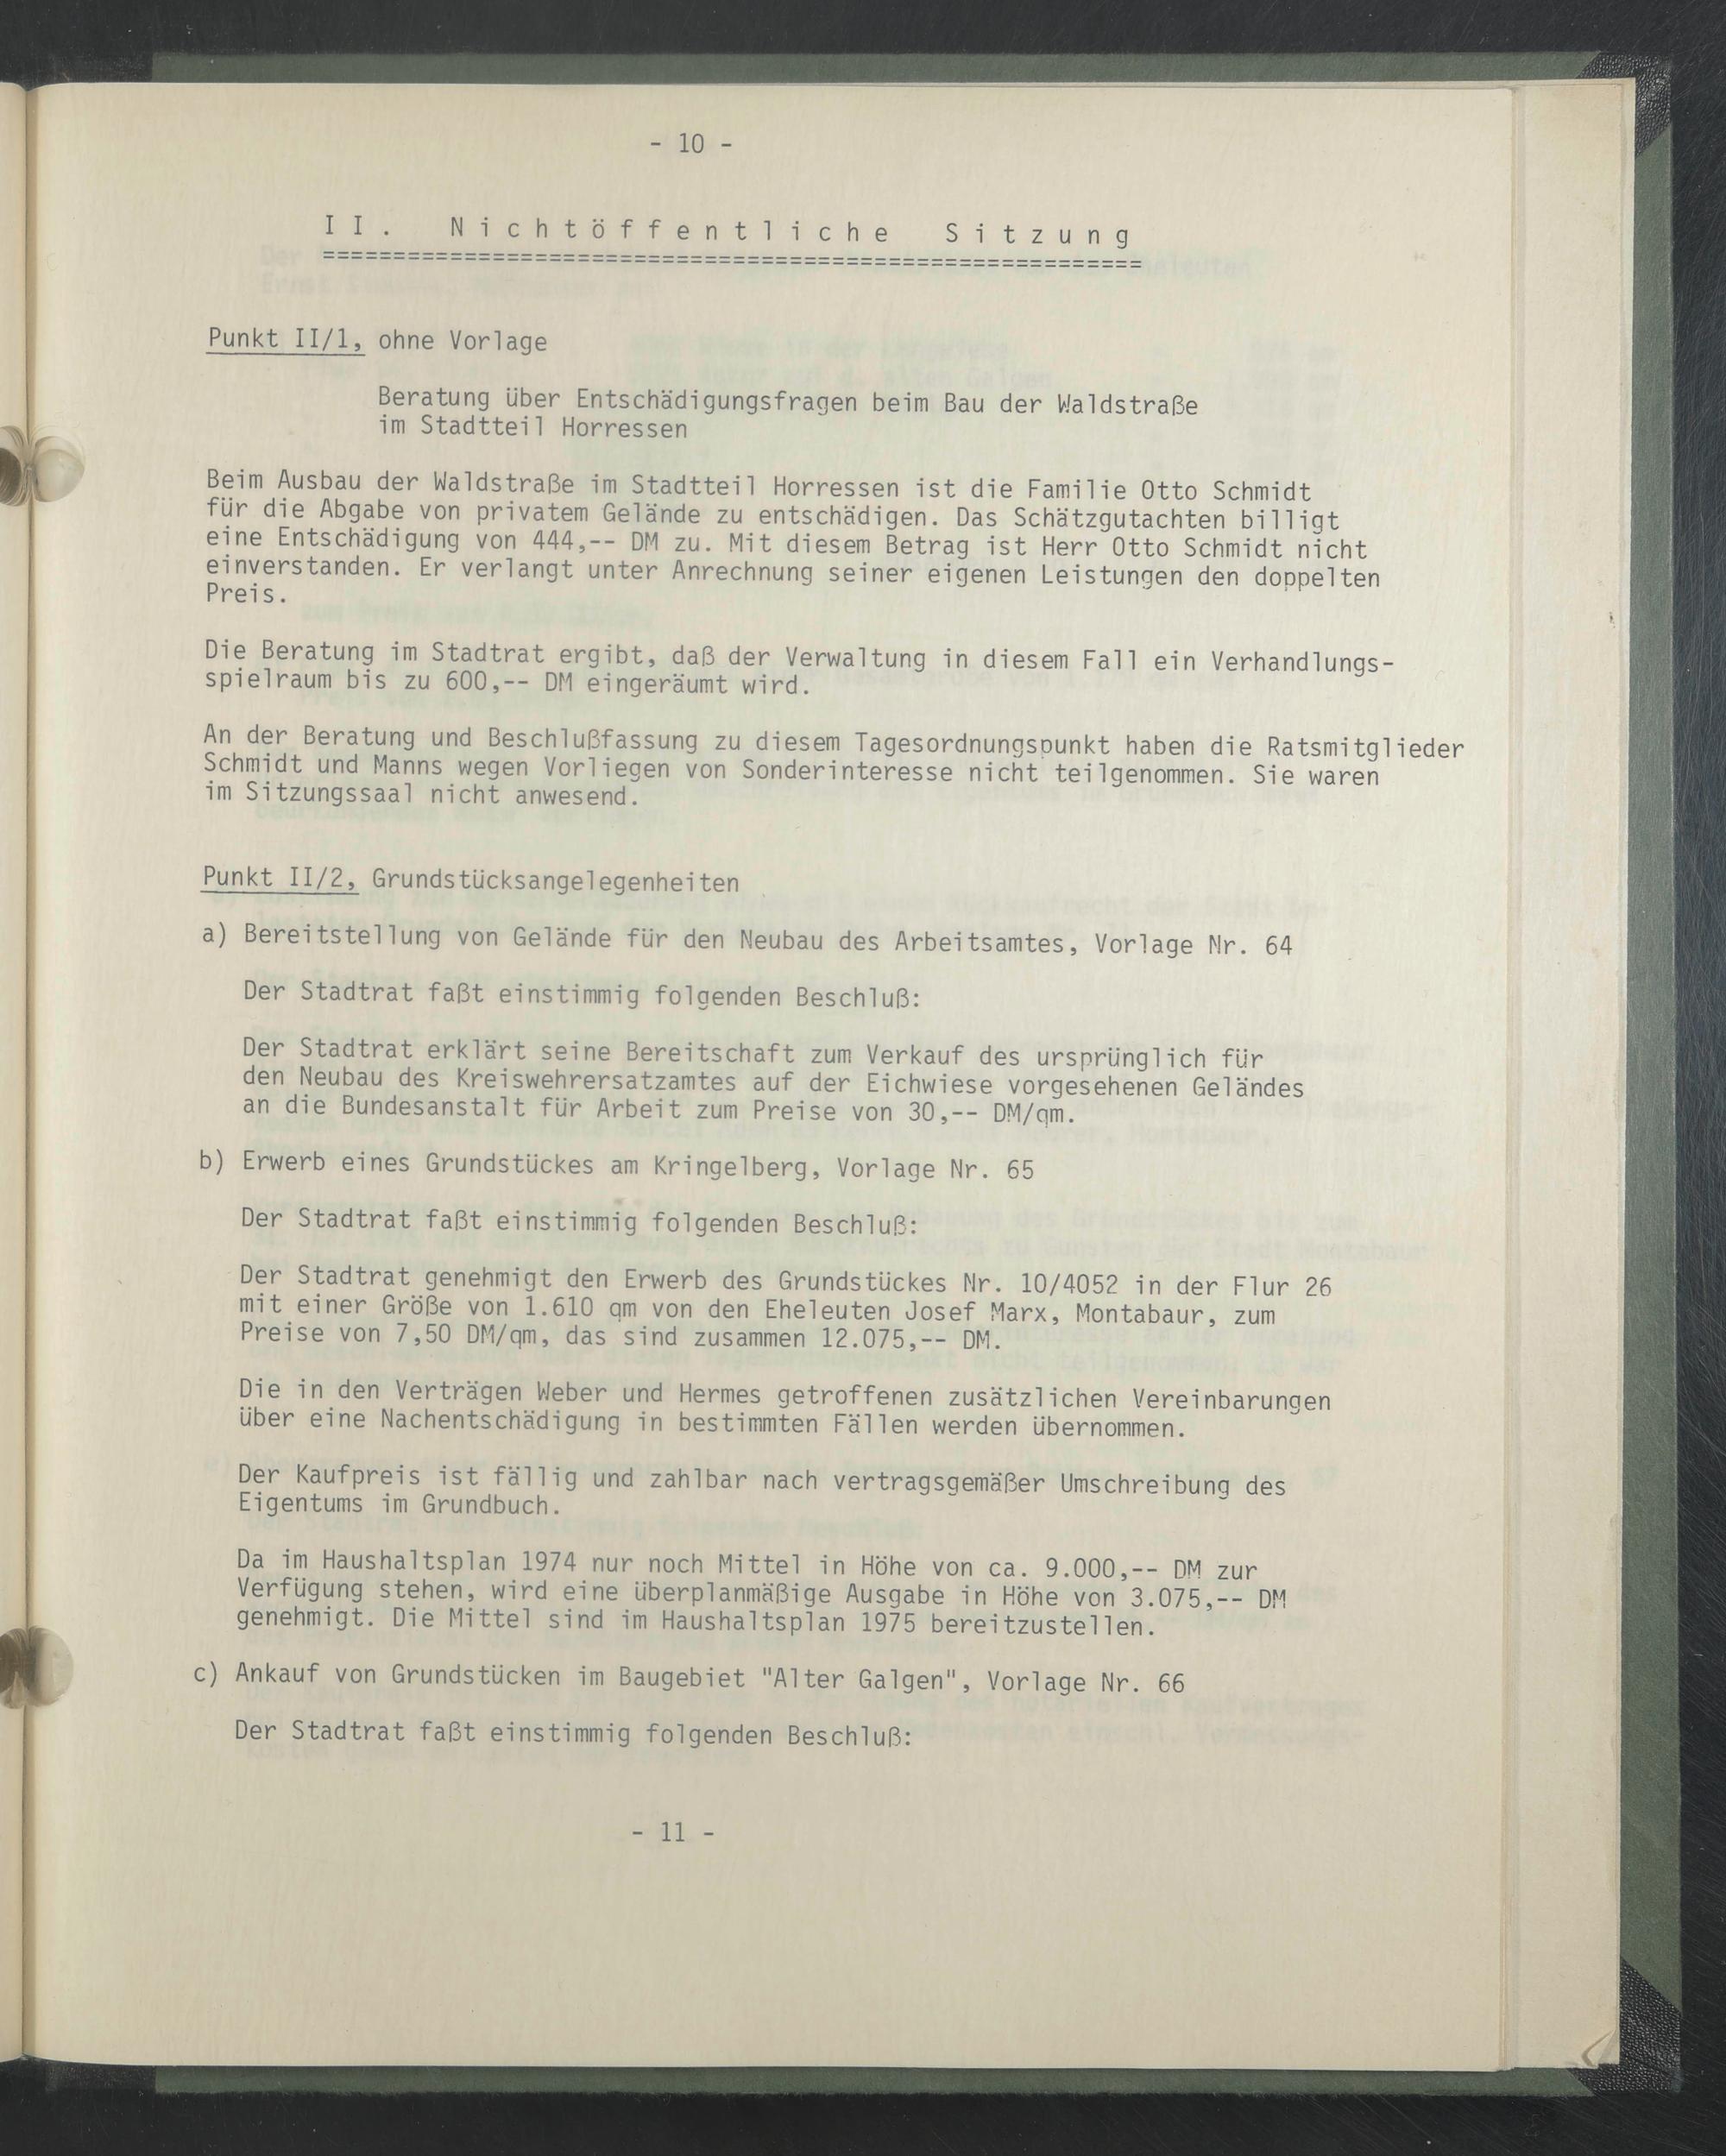 - 10 -
II. Nichtöffentliche Sitzung
==========================================================
Punkt II/1, ohne Vorlage
Beratung über Entschädigungsfragen beim Bau der Waldstraße
im Stadtteil Horressen
Beim Ausbau der Waldstraße im Stadtteil Horressen ist die Familie Otto Schmidt
für die Abgabe von privatem Gelände zu entschädigen. Das Schätzgutachten billigt
eine Entschädigung von 444,-- DM zu. Mit diesem Betrag ist Herr Otto Schmidt nicht
einverstanden. Er verlangt unter Anrechnung seiner eigenen Leistungen den doppelten
Preis.
Die Beratung im Stadtrat ergibt, daß der Verwaltung in diesem Fall ein Verhandlungs-
spielraum bis zu 600,-- DM eingeräumt wird.
An der Beratung und Beschlußfassung zu diesem Tagesordnungspunkt haben die Ratsmitglieder
Schmidt und Manns wegen Vorliegen von Sonderinteresse nicht teilgenommen. Sie waren
im Sitzungssaal nicht anwesend.
Punkt II/2, Grundstücksangelegenheiten
a) Bereitstellung von Gelände für den Neubau des Arbeitsamtes, Vorlage Nr. 64
Der Stadtrat faßt einstimmig folgenden Beschluß:
Der Stadtrat erklärt seine Bereitschaft zum Verkauf des ursprünglich für
den Neubau des Kreiswehrersatzamtes auf der Eichwiese vorgesehenen Geländes
an die Bundesanstalt für Arbeit zum Preise von 30,-- DM/qm.
b) Erwerb eines Grundstückes am Kringelberg, Vorlage Nr. 65
Der Stadtrat faßt einstimmig folgenden Beschluß:
Der Stadtrat genehmigt den Erwerb des Grundstückes Nr. 10/4052 in der Flur 26
mit einer Größe von 1.610 qm von den Eheleuten Josef Marx, Montabaur, zum
Preise von 7,50 DM/qm, das sind zusammen 12.075,-- DM.
Die in den Verträgen Weber und Hermes getroffenen zusätzlichen Vereinbarungen
über eine Nachentschädigung in bestimmten Fällen werden übernommen.
Der Kaufpreis ist fällig und zahlbar nach vertragsgemäßer Umschreibung des
Eigentums im Grundbuch.
Da im Haushaltsplan 1974 nur noch Mittel in Höhe von ca. 9.000,-- DM zur
Verfügung stehen, wird eine überplanmäßige Ausgabe in Höhe von 3.075,-- DM
genehmigt. Die Mittel sind im Haushaltsplan 1975 bereitzustellen.
c) Ankauf von Grundstücken im Baugebiet "Alter Galgen", Vorlage Nr. 66
Der Stadtrat faßt einstimmig folgenden Beschluß:
- 11 -